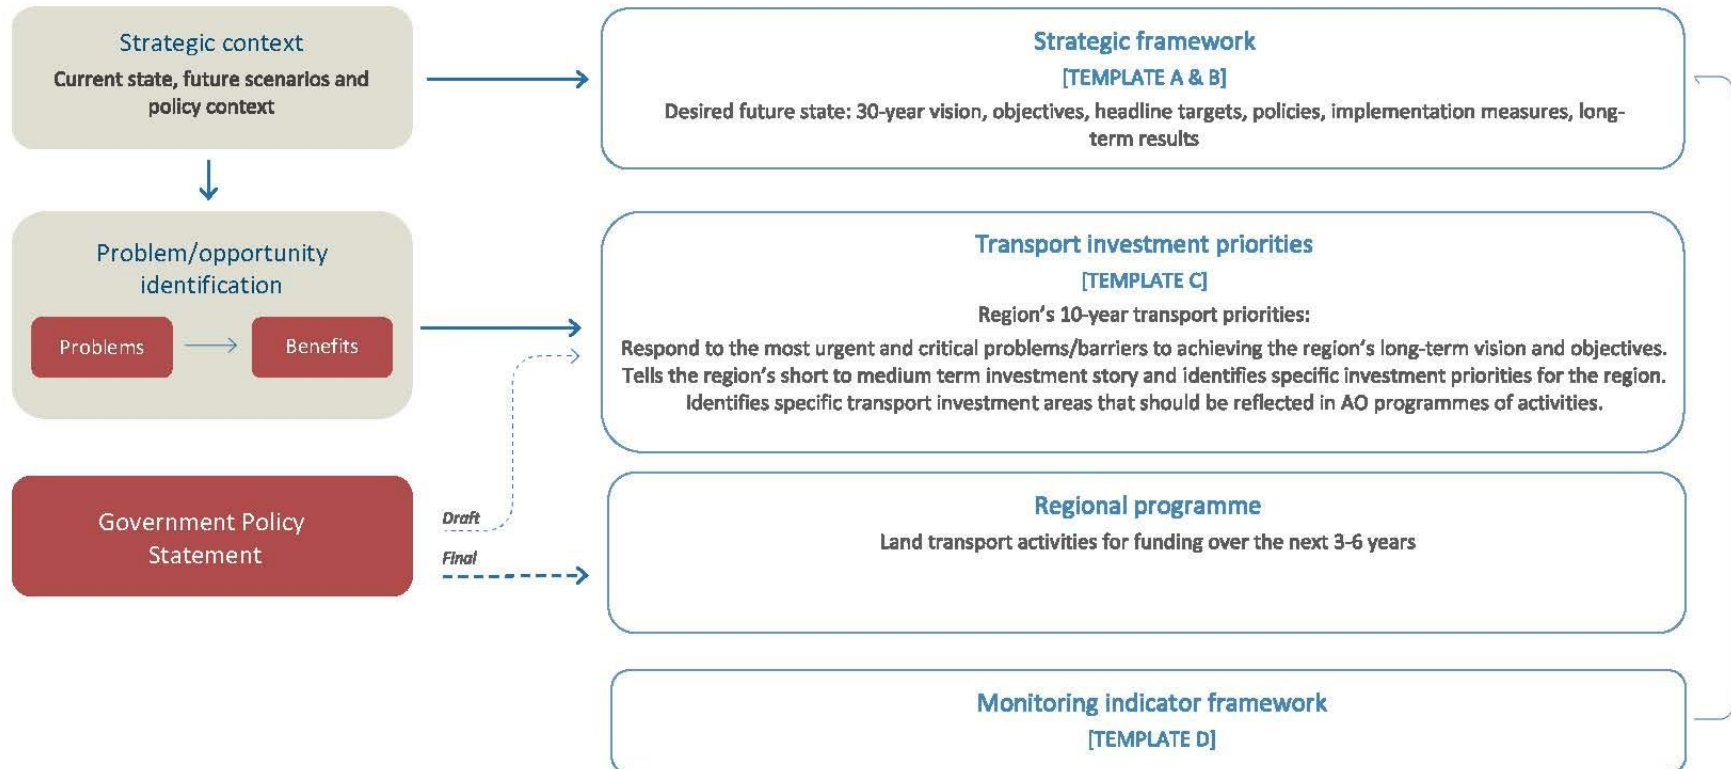 Strategic context
Current state, future scenarios and
policy context
Strategic framework
[TEMPLATE A & B]
Desired future state: 30-year vision, objectives, headline targets, policies, implementation measures, long-
term results
Problem/opportunity
identification
Problems
Benefits
Transport investment priorities
[TEMPLATE C]
Region's 10-year transport priorities:
Respond to the most urgent and critical problems/barriers to achieving the region's long-term vision and objectives.
Tells the region's short to medium term investment story and identifies specific investment priorities for the region.
Identifies specific transport investment areas that should be reflected in AO programmes of activities.
Government Policy
Statement
Draft
Final
Regional programme
Land transport activities for funding over the next 3-6 years
Monitoring indicator framework
[TEMPLATE D]